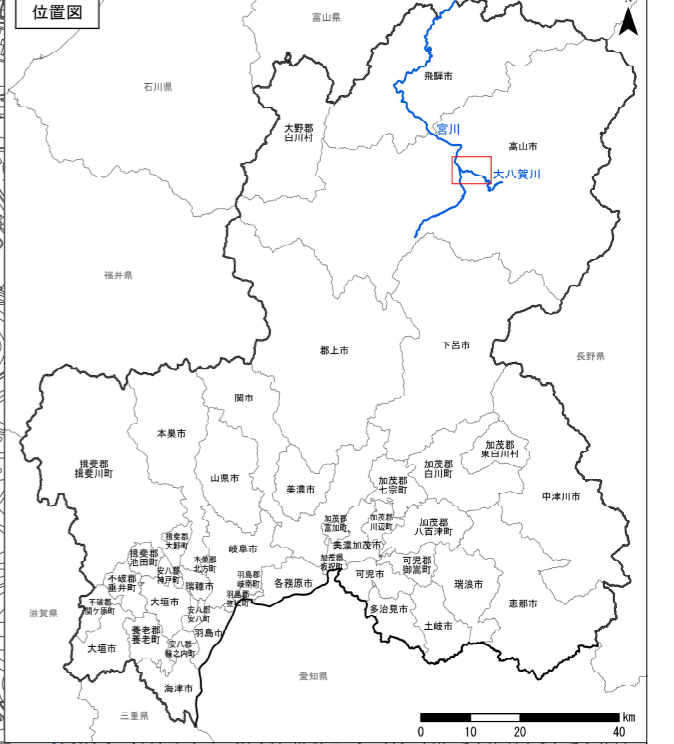 位置図
富山県
飛騨市
石川県
大野郡
白川村
宮川
高山市
大八賀川
福井県
郡上市
下呂市
長野県
関市
本巣市
揖斐郡
揖斐川町
山県市
美濃市
加茂郡
七宗町
加茂郡
白川町
加茂郡
東白川村
中津川市
加茂郡
富加町
加茂郡
川辺町
加茂郡
八百津町
美濃加茂市
岐阜市
揖斐郡
大野町
揖斐郡
池田町
本巣郡
北方町
加茂郡
坂祝町
可児市
可児郡
御嵩町
安八郡
神戸町
不破郡
垂井町
瑞穂市
羽島郡
岐南町
各務原市
瑞浪市
恵那市
不破郡
関ケ原町
大垣市
羽島郡
笠松町
多治見市
安八郡
安八町
土岐市
滋賀県
養老郡
養老町
羽島市
大垣市
安八郡
輪之内町
海津市
愛知県
三重県
km
0 10 20 40